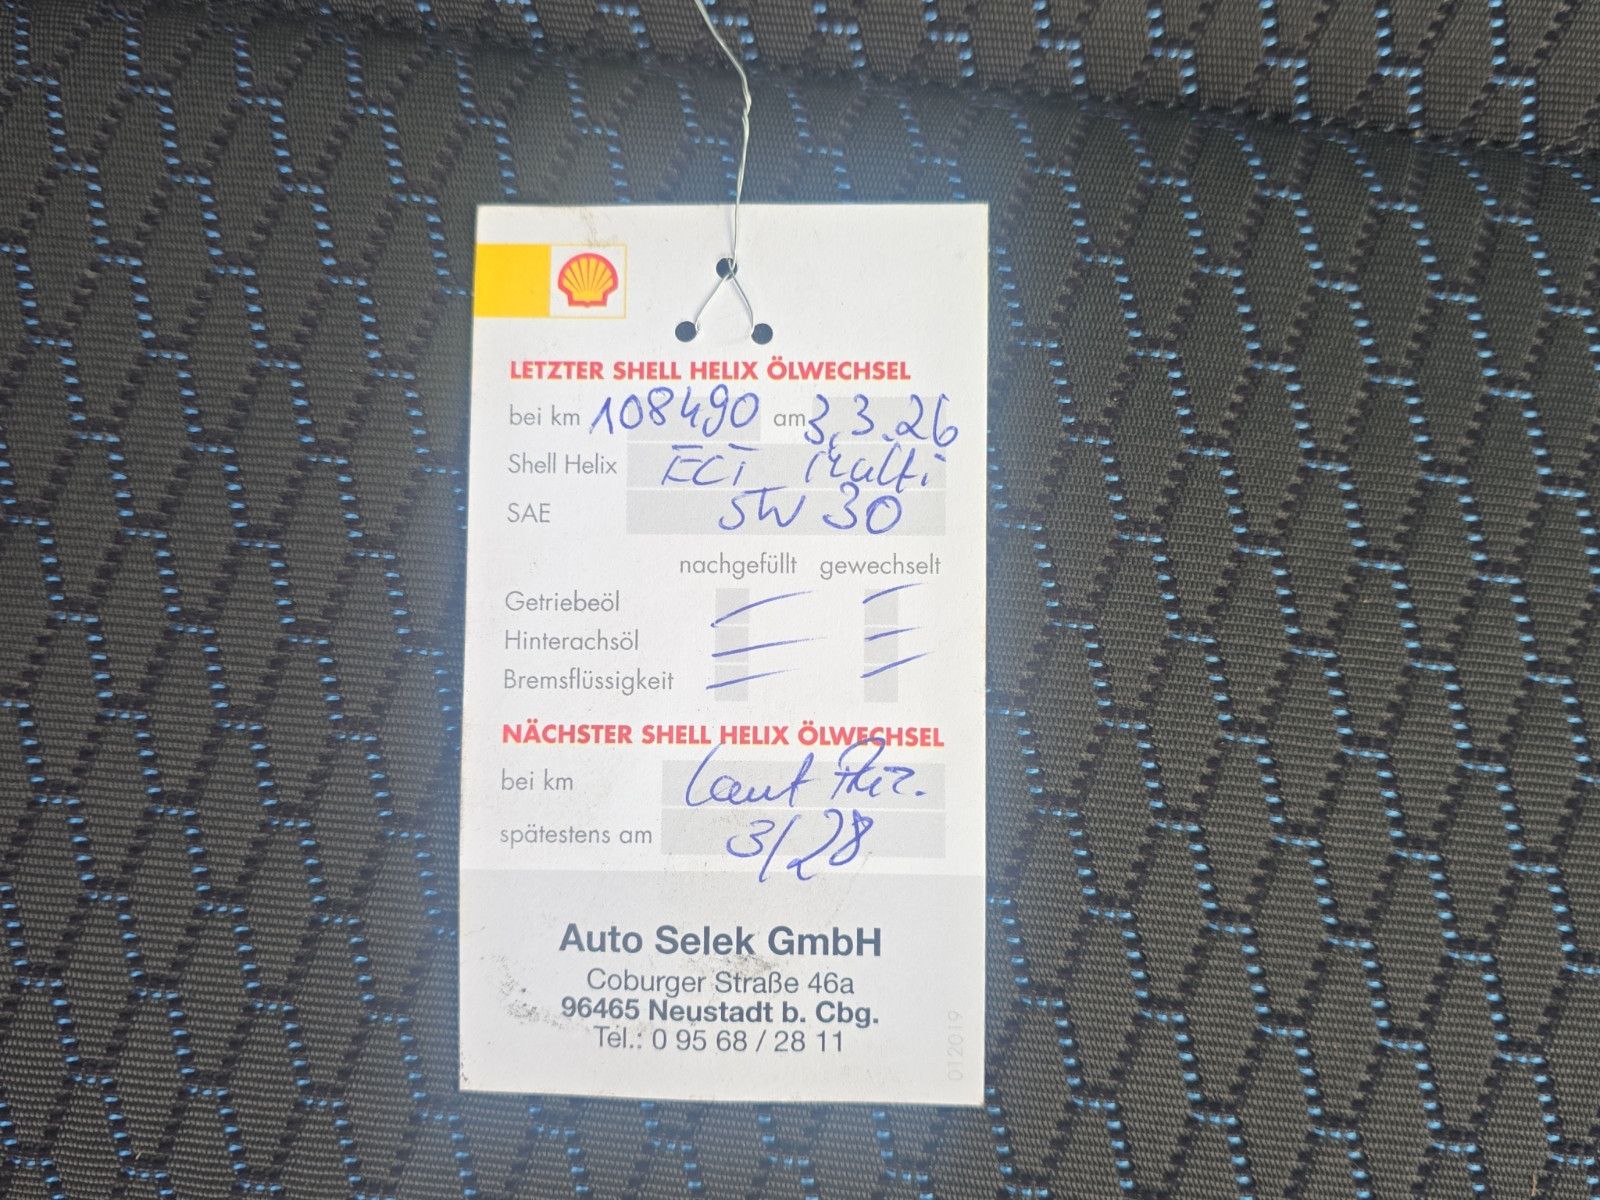 LETZTER SHELL HELIX ÖLWECHSEL
bei km 108490 am 3.3.26
Shell Helix ECT Multi
SAE 5W 30
nachgefüllt gewechselt
Getriebeöl
Hinterachsöl
Bremsflüssigkeit
NÄCHSTER SHELL HELIX ÖLWECHSEL
bei km laut
spätestens am 3/28
Auto Selek GmbH
Coburger Straße 46a
96465 Neustadt b. Cbg.
Tel.: 0 95 68 / 28 11
012019